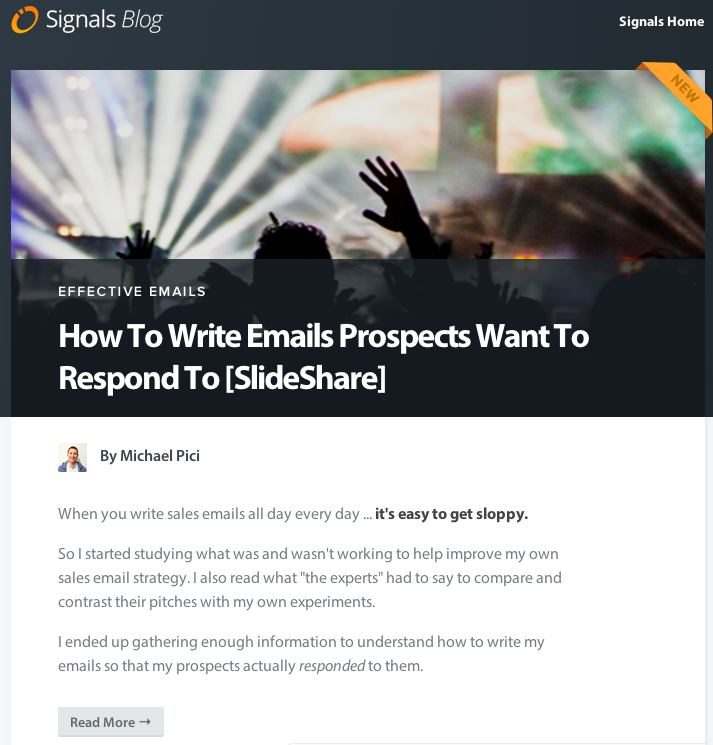 Signals Blog
Signals Home
NEW
EFFECTIVE EMAILS
How To Write Emails Prospects Want To
Respond To [SlideShare]
By Michael Pici
When you write sales emails all day every day ... it's easy to get sloppy.
So I started studying what was and wasn't working to help improve my own
sales email strategy. I also read what "the experts" had to say to compare and
contrast their pitches with my own experiments.
I ended up gathering enough information to understand how to write my
emails so that my prospects actually responded to them.
Read More →